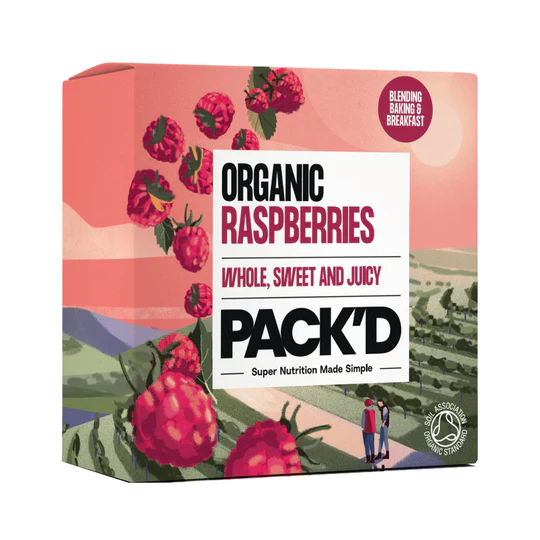 BLENDING
BAKING &
BREAKFAST
ORGANIC
RASPBERRIES
WHOLE, SWEET AND JUICY
PACK'D
Super Nutrition Made Simple
SOIL ASSOCIATION
ORGANIC STANDARD